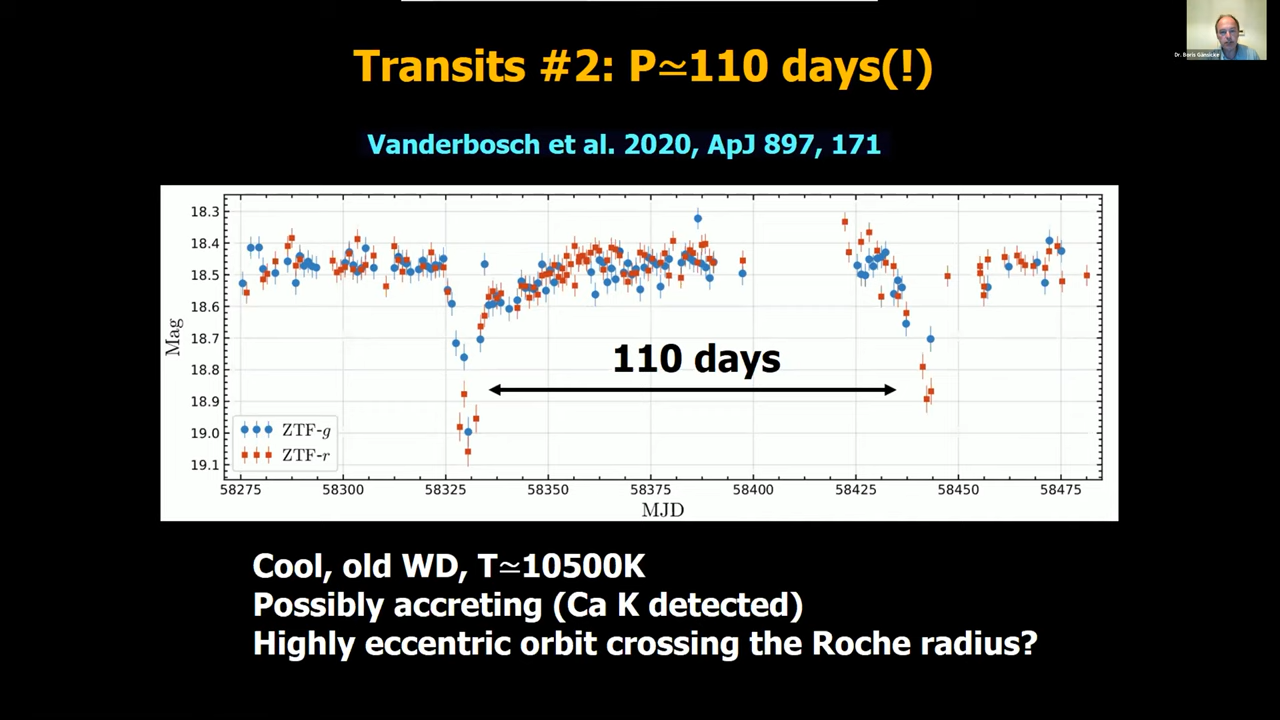 Transits #2: P≃110 days(!)
Dr. Boris Gänsicke
Vanderbosch et al. 2020, ApJ 897, 171
18.3
18.4
18.5
18.6
18.7
18.8
18.9
19.0
19.1
Mag
110 days
ZTF-g
ZTF-r
58275 58300 58325 58350 58375 58400 58425 58450 58475
MJD
Cool, old WD, T≃10500K
Possibly accreting (Ca K detected)
Highly eccentric orbit crossing the Roche radius?